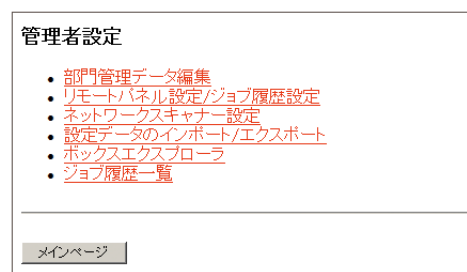 管理者設定
部門管理データ編集
リモートパネル設定/ジョブ履歴設定
ネットワークスキャナー設定
設定データのインポート/エクスポート
ボックスエクスプローラ
ジョブ履歴一覧
メインページ